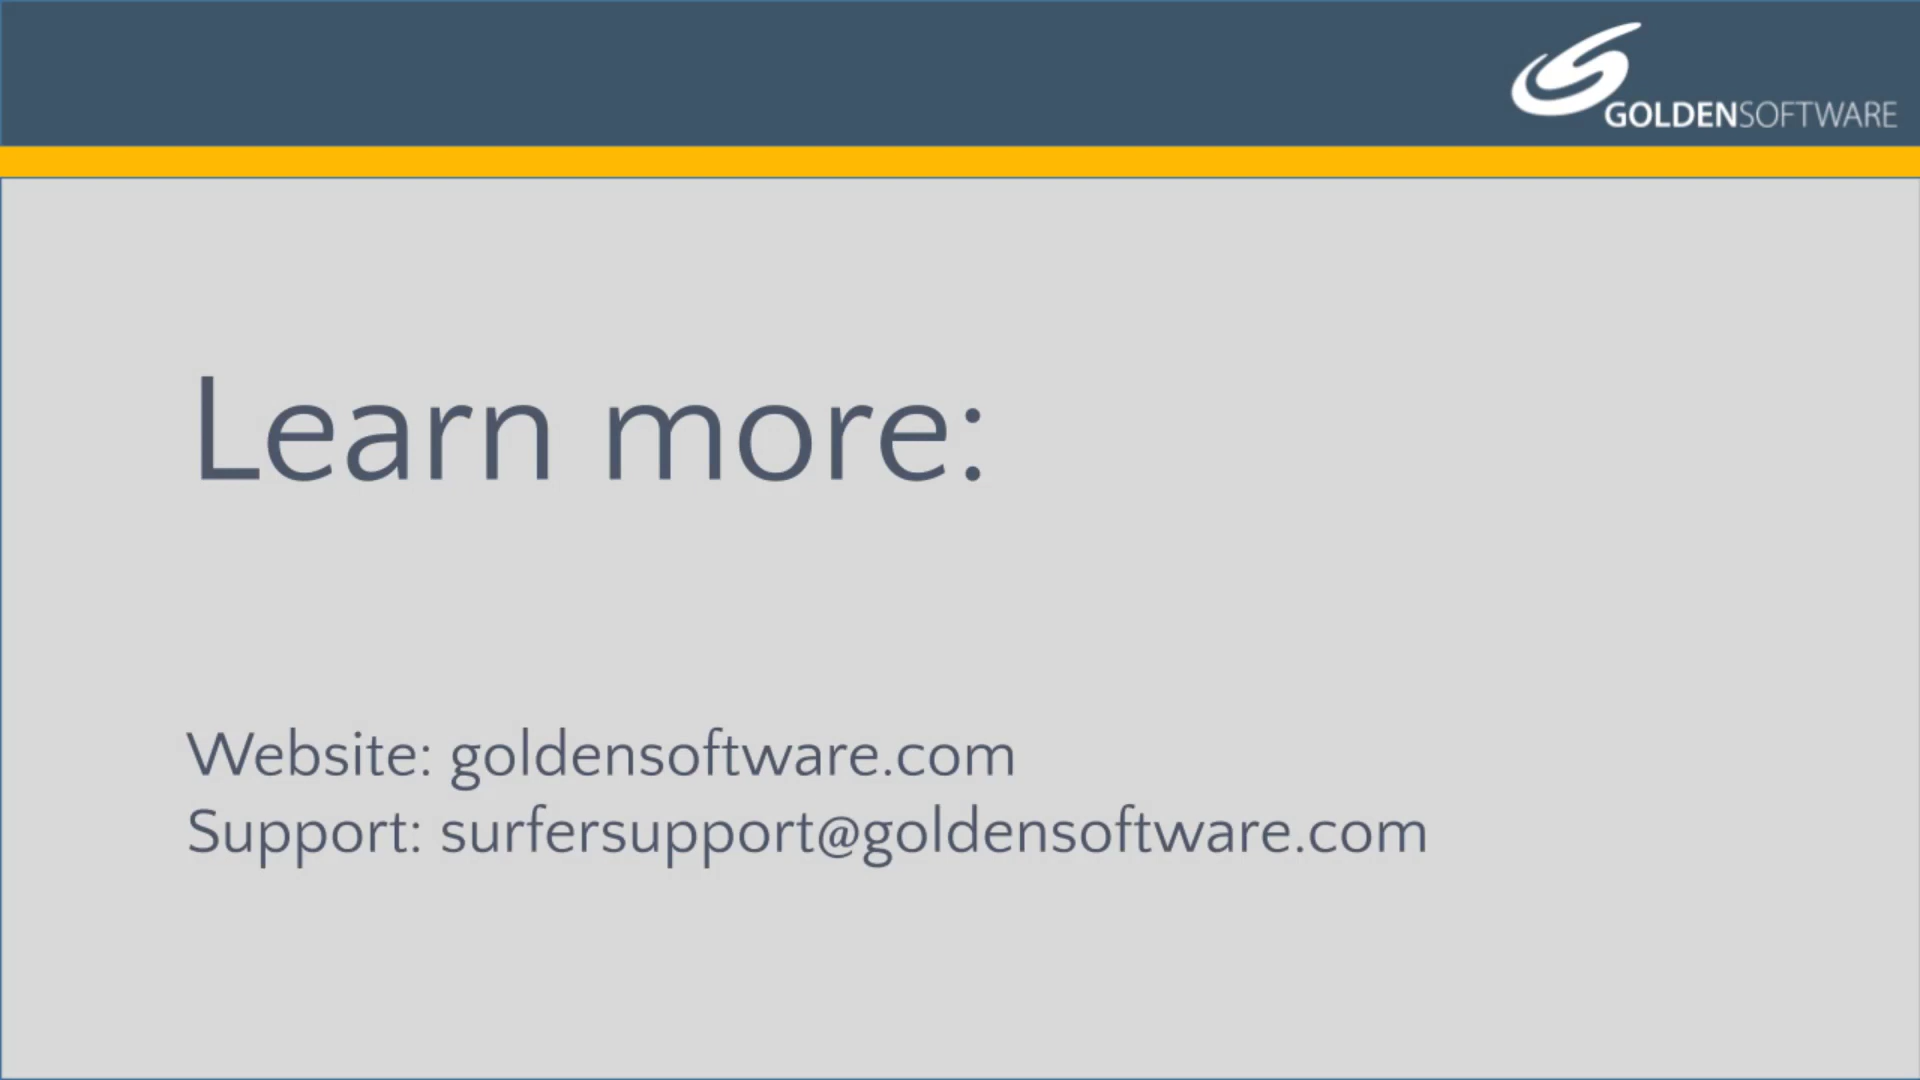 GOLDENSOFTWARE
Learn more:
Website: goldensoftware.com
Support: surfersupport@goldensoftware.com